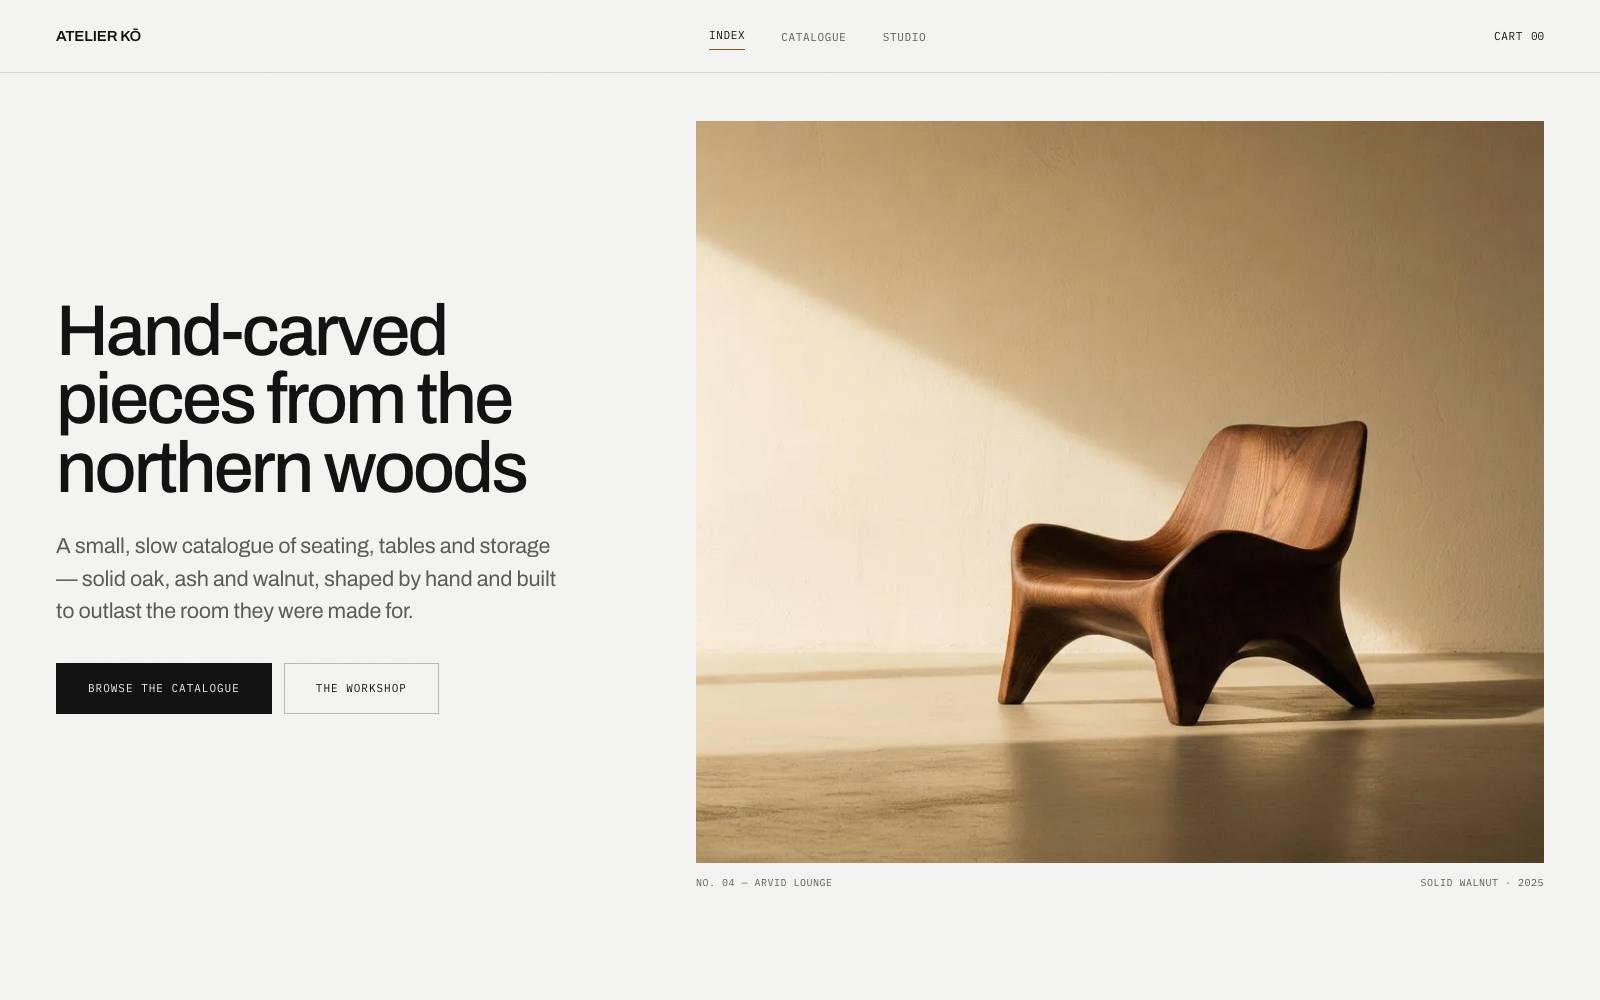 ATELIER KŌ
INDEX
CATALOGUE
STUDIO
CART 00
Hand-carved
pieces from the
northern woods
A small, slow catalogue of seating, tables and storage
— solid oak, ash and walnut, shaped by hand and built
to outlast the room they were made for.
BROWSE THE CATALOGUE
THE WORKSHOP
NO. 04 — ARVID LOUNGE
SOLID WALNUT · 2025